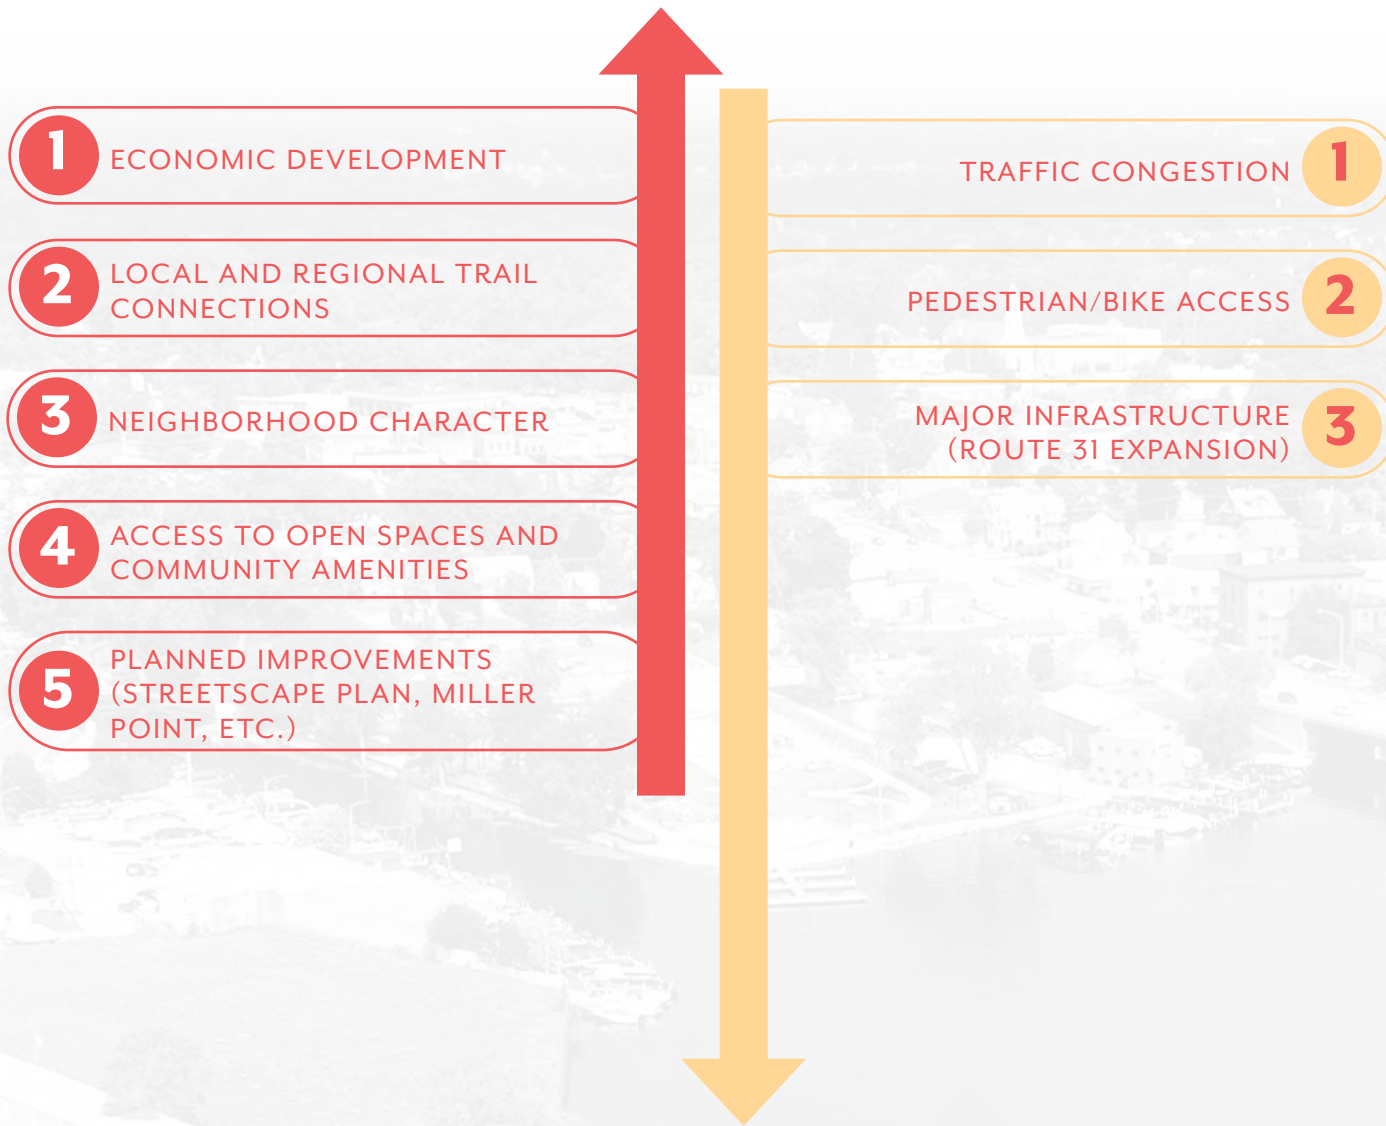 1
ECONOMIC DEVELOPMENT
2
LOCAL AND REGIONAL TRAIL
CONNECTIONS
3
NEIGHBORHOOD CHARACTER
4
ACCESS TO OPEN SPACES AND
COMMUNITY AMENITIES
5
PLANNED IMPROVEMENTS
(STREETSCAPE PLAN, MILLER
POINT, ETC.)
TRAFFIC CONGESTION
1
PEDESTRIAN/BIKE ACCESS
2
MAJOR INFRASTRUCTURE
(ROUTE 31 EXPANSION)
3